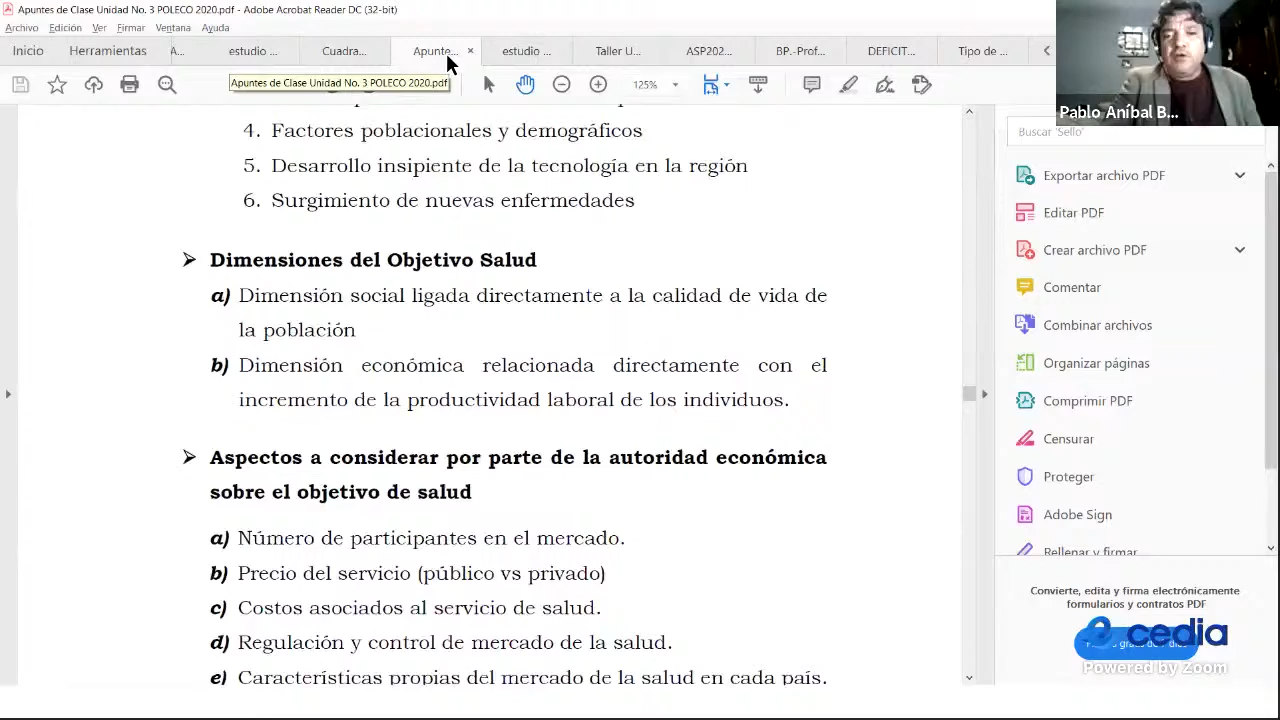 Apuntes de Clase Unidad No. 3 POLECO 2020.pdf - Adobe Acrobat Reader DC (32-bit)
Archivo Edición Ver Firmar Ventana Ayuda
Inicio Herramientas A... estudio ... Cuadra... Apunte... × estudio ... Taller U... ASP202... BP.-Prof... DEFICIT... Tipo de ...
Apuntes de Clase Unidad No. 3 POLECO 2020.pdf
125%
Pablo Aníbal B...
Buscar 'Sello'
4. Factores poblacionales y demográficos
5. Desarrollo insipiente de la tecnología en la región
6. Surgimiento de nuevas enfermedades
➢ Dimensiones del Objetivo Salud
a) Dimensión social ligada directamente a la calidad de vida de
la población
b) Dimensión económica relacionada directamente con el
incremento de la productividad laboral de los individuos.
➢ Aspectos a considerar por parte de la autoridad económica
sobre el objetivo de salud
a) Número de participantes en el mercado.
b) Precio del servicio (público vs privado)
c) Costos asociados al servicio de salud.
d) Regulación y control de mercado de la salud.
e) Características propias del mercado de la salud en cada país.
Exportar archivo PDF
Editar PDF
Crear archivo PDF
Comentar
Combinar archivos
Organizar páginas
Comprimir PDF
Censurar
Proteger
Adobe Sign
Rellenar y firmar
Convierte, edita y firma electrónicamente
formularios y contratos PDF
cedia
Powered by Zoom